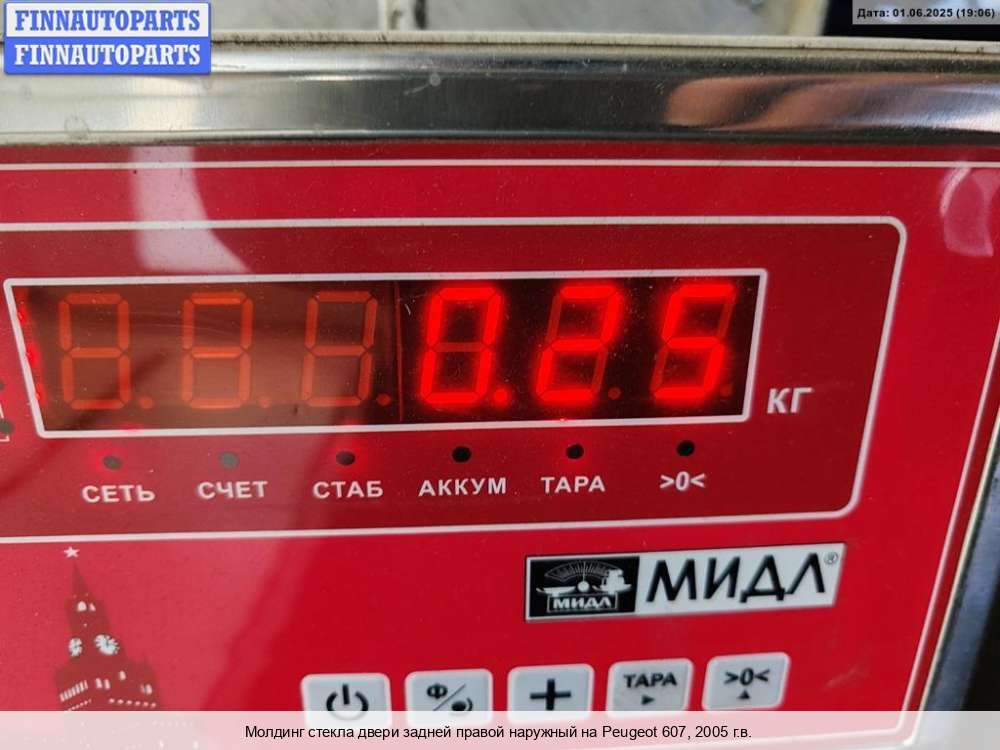 FINNAUTOPARTS
FINNAUTOPARTS
Дата: 01.06.2025 (19:06)
0.25
КГ
СЕТЬ СЧЕТ СТАБ АККУМ ТАРА >0<
МИДЛ МИДЛ®
Ф/ + ТАРА >0<
Молдинг стекла двери задней правой наружный на Peugeot 607, 2005 г.в.